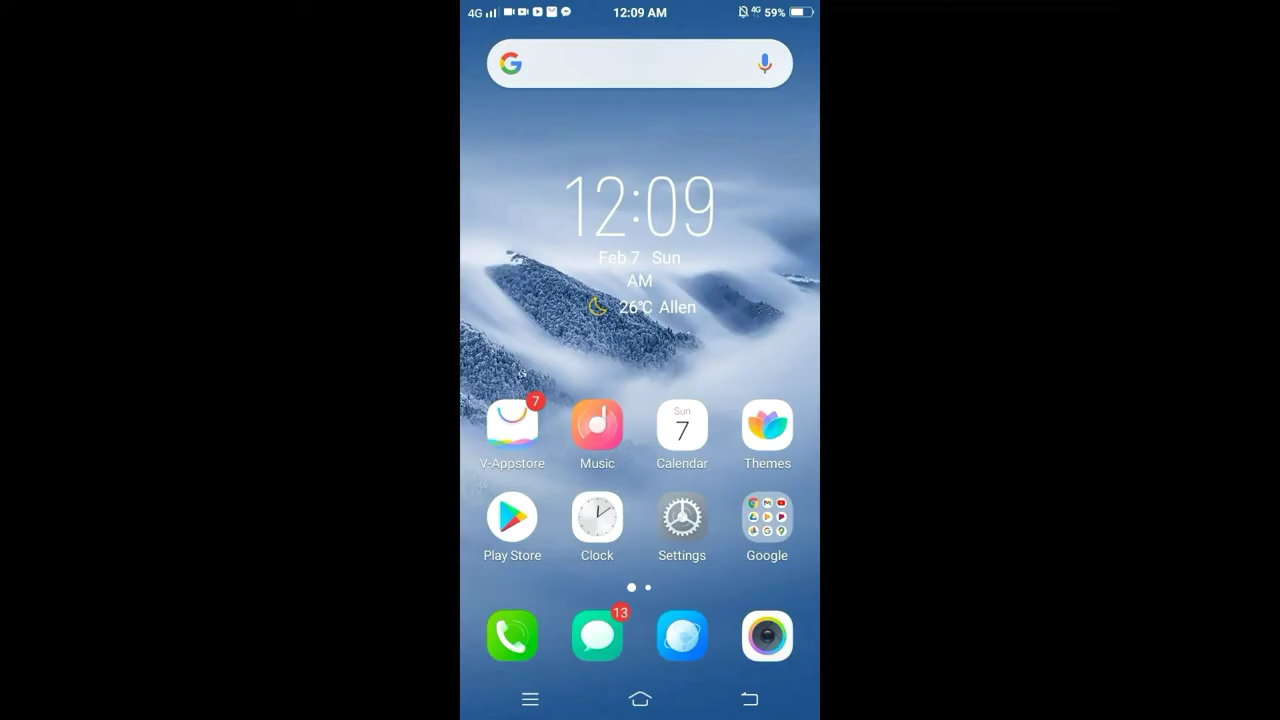 4G 12:09 AM 4G 59%
12:09
Feb 7 Sun
AM
26℃ Allen
7
Sun
7
V-Appstore Music Calendar Themes
Play Store Clock Settings Google
13